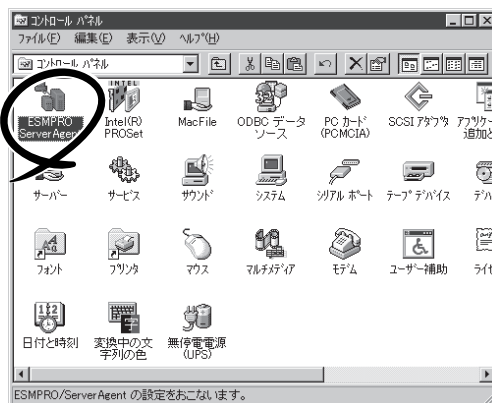 コントロール パネル
ファイル(F) 編集(E) 表示(V) ヘルプ(H)
コントロール パネル
ESMPRO
ServerAgent
INTEL
Intel(R)
PROSet
MacFile
ODBC データ
ソース
PC カード
(PCMCIA)
SCSI アダプタ
アプリケー
追加と
サーバー
サービス
サウンド
システム
シリアル ポート
テープ デバイス
デバ
フォント
プリンタ
マウス
マルチメディア
モデム
ユーザー補助
ライセ
日付と時刻
変換中の文
字列の色
無停電電源
(UPS)
ESMPRO/ServerAgent の設定をおこないます。